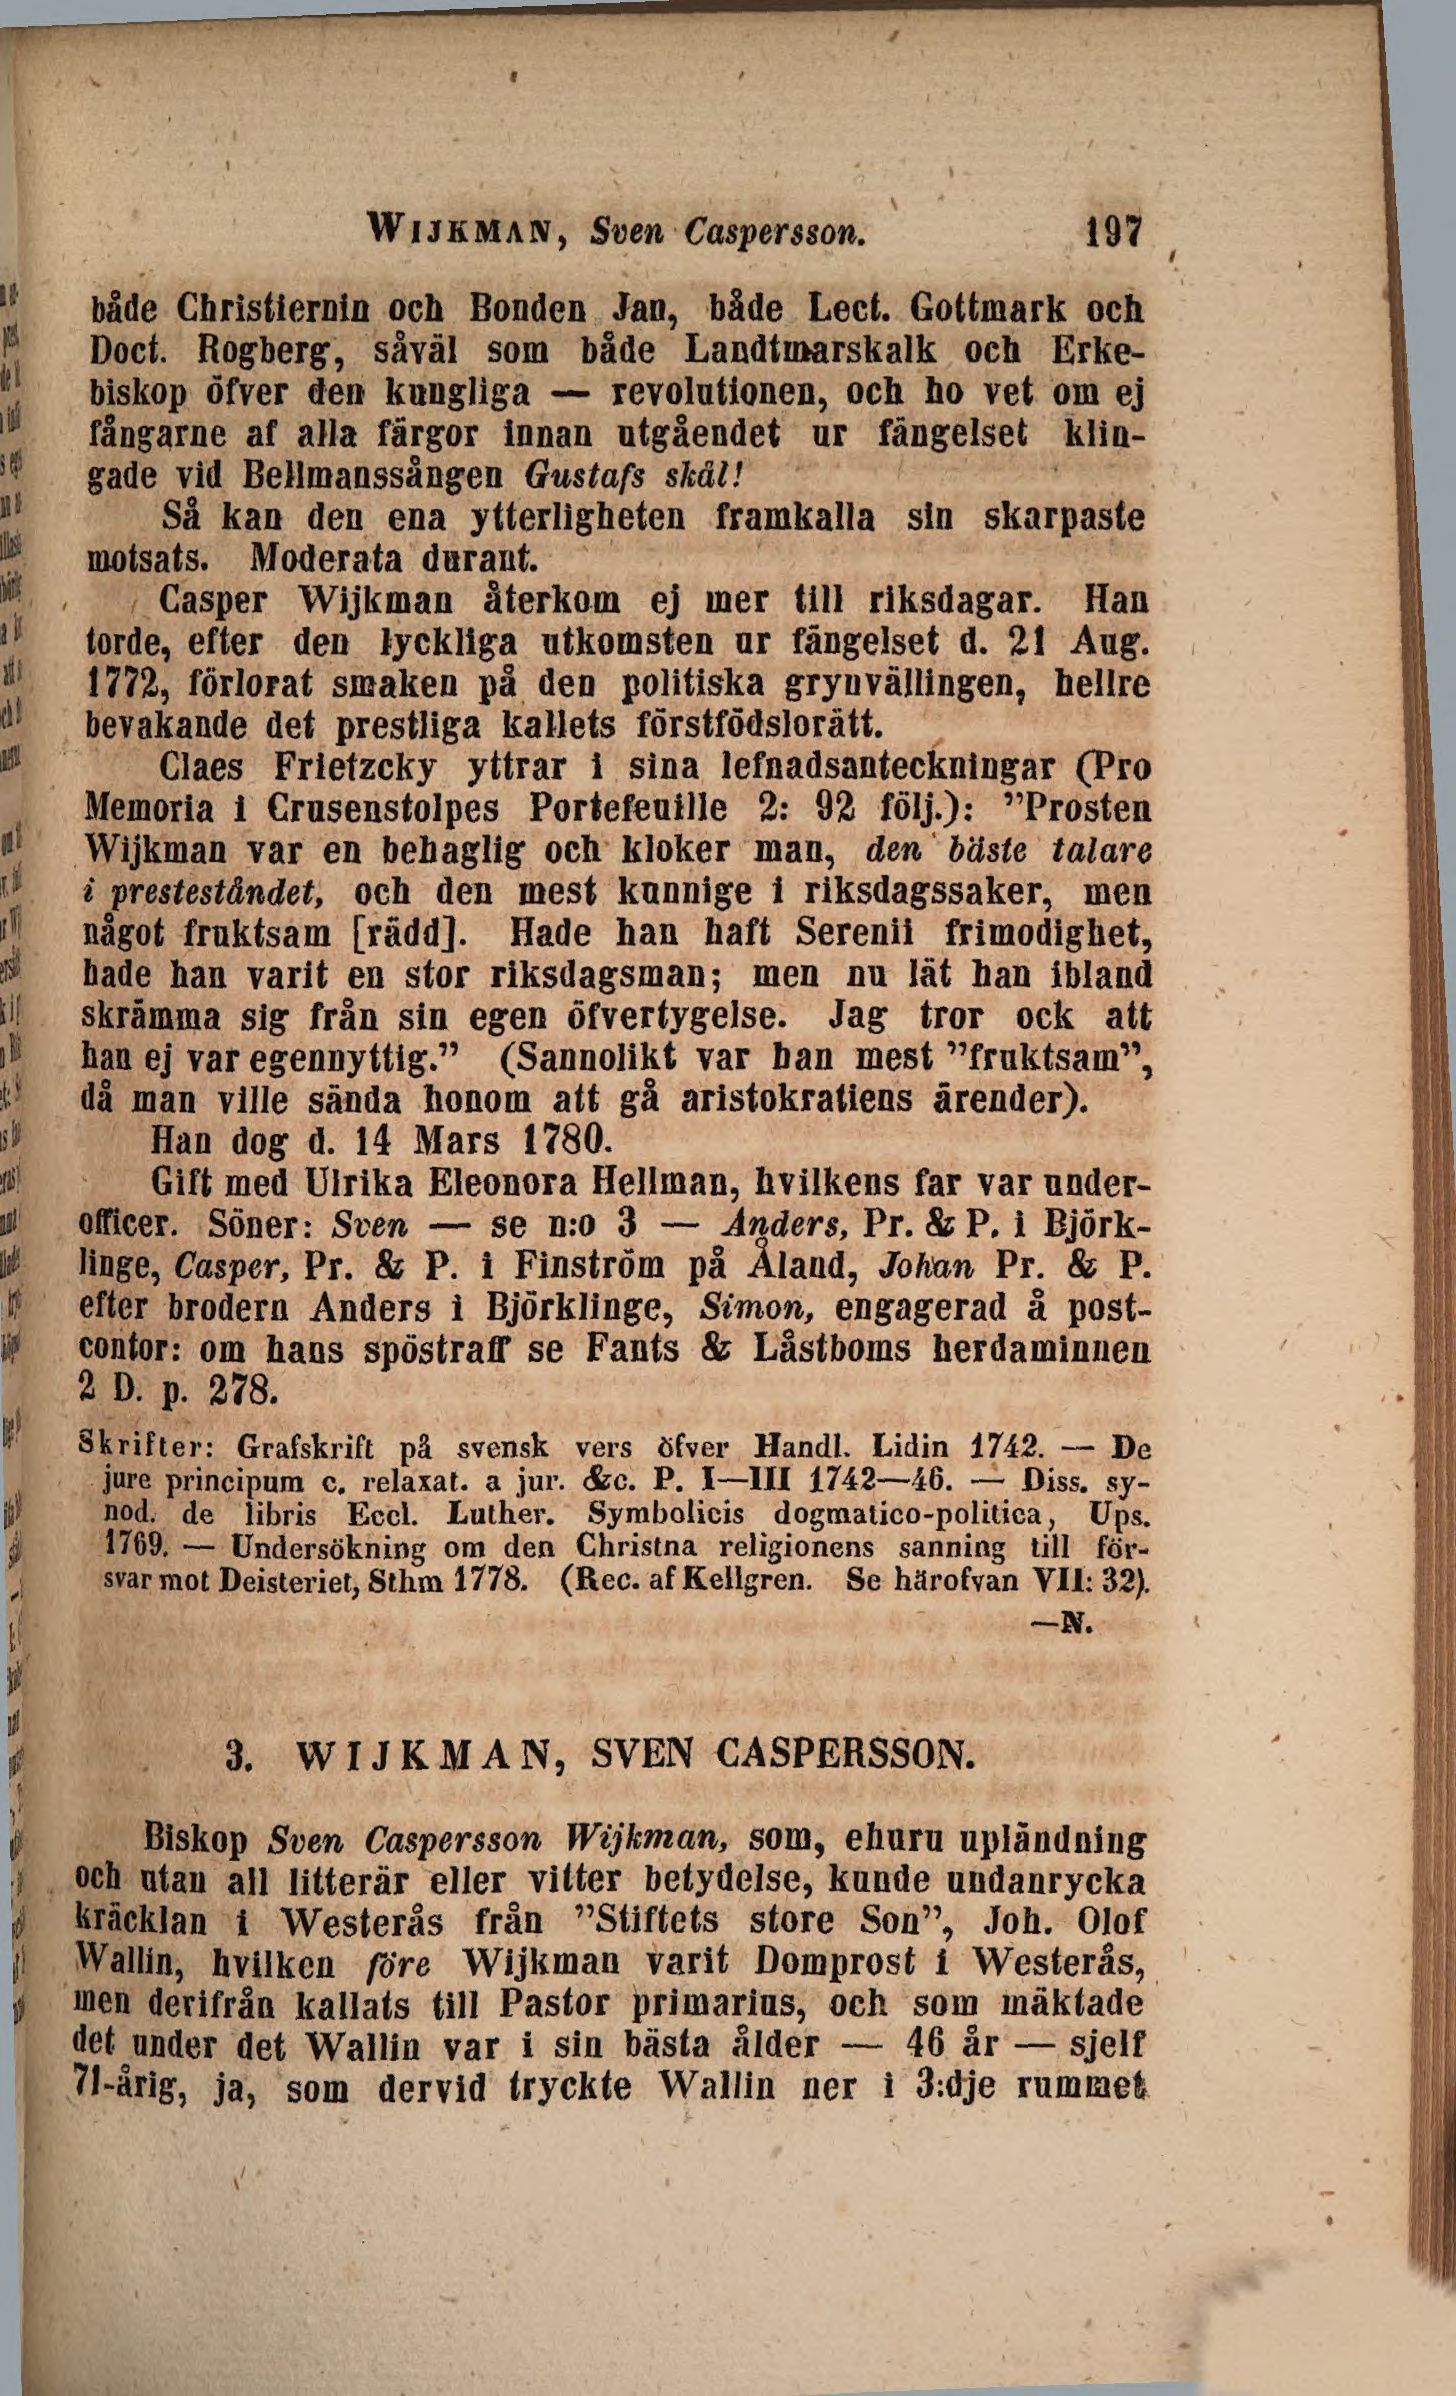 WIJKMAN, Sven Caspersson. 197
både Christiernin och Bonden Jan, både Lect. Gottmark och
Doct. Rogberg, såväl som både Landtmarskalk och Erke-
biskop öfver den kungliga — revolutionen, och ho vet om ej
fångarne af alla färgor innan utgåendet ur fängelset klin-
gade vid Bellmanssången Gustafs skål!
Så kan den ena ytterligheten framkalla sin skarpaste
motsats. Moderata durant.
Casper Wijkman återkom ej mer till riksdagar. Han
torde, efter den lyckliga utkomsten ur fängelset d. 21 Aug.
1772, förlorat smaken på den politiska grynvällingen, hellre
bevakande det prestliga kallets förstfödslorätt.
Claes Frietzcky yttrar i sina lefnadsanteckningar (Pro
Memoria i Crusenstolpes Portefeuille 2: 92 följ.): ”Prosten
Wijkman var en behaglig och kloker man, den bäste talare
i presteståndet, och den mest kunnige i riksdagssaker, men
något fruktsam [rädd]. Hade han haft Serenii frimodighet,
hade han varit en stor riksdagsman; men nu lät han ibland
skrämma sig från sin egen öfvertygelse. Jag tror ock att
han ej var egennyttig.” (Sannolikt var han mest ”fruktsam”,
då man ville sända honom att gå aristokratiens ärender).
Han dog d. 14 Mars 1780.
Gift med Ulrika Eleonora Hellman, hvilkens far var under-
officer. Söner: Sven — se n:o 3 — Anders, Pr. & P. i Björk-
linge, Casper, Pr. & P. i Finström på Åland, Johan Pr. & P.
efter brodern Anders i Björklinge, Simon, engagerad å post-
contor: om hans spöstraff se Fants & Låstboms herdaminnen
2 D. p. 278.
Skrifter: Grafskrift på svensk vers öfver Handl. Lidin 1742. — De
jure principum c. relaxat. a jur. &c. P. I—III 1742—46. — Diss. sy-
nod. de libris Eccl. Luther. Symbolicis dogmatico-politica, Ups.
1769. — Undersökning om den Christna religionens sanning till för-
svar mot Deisteriet, Sthm 1778. (Rec. af Kellgren. Se härofvan VII: 32).
—N.
3. WIJKMAN, SVEN CASPERSSON.
Biskop Sven Caspersson Wijkman, som, ehuru upländning
och utan all litterär eller vitter betydelse, kunde undanrycka
kräcklan i Westerås från ”Stiftets store Son”, Joh. Olof
Wallin, hvilken före Wijkman varit Domprost i Westerås,
men derifrån kallats till Pastor primarius, och som mäktade
det under det Wallin var i sin bästa ålder — 46 år — sjelf
71-årig, ja, som dervid tryckte Wallin ner i 3:dje rummet